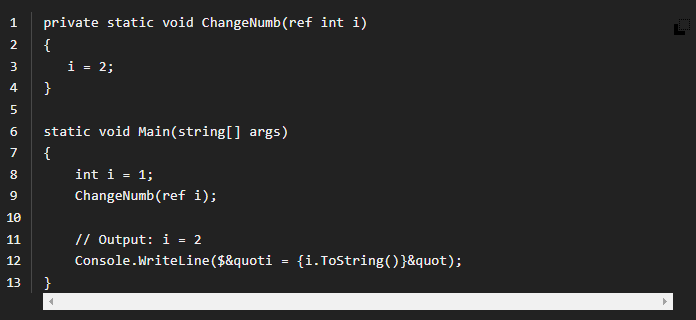 1 private static void ChangeNumb(ref int i)
2 {
3    i = 2;
4 }
5
6 static void Main(string[] args)
7 {
8     int i = 1;
9     ChangeNumb(ref i);
10
11     // Output: i = 2
12     Console.WriteLine($&quoti = {i.ToString()}&quot);
13 }